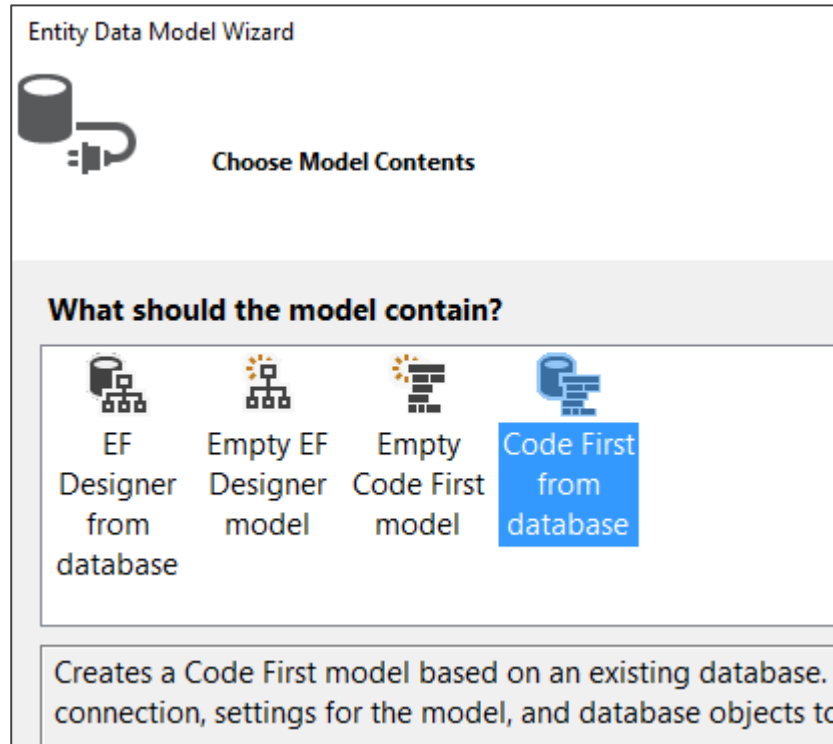 Entity Data Model Wizard
Choose Model Contents
What should the model contain?
EF
Designer
from
database
Empty EF
Designer
model
Empty
Code First
model
Code First
from
database
Creates a Code First model based on an existing database.
connection, settings for the model, and database objects to